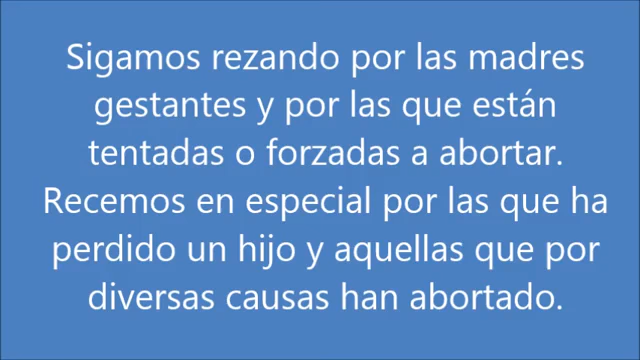 Sigamos rezando por las madres
gestantes y por las que están
tentadas o forzadas a abortar.
Recemos en especial por las que ha
perdido un hijo y aquellas que por
diversas causas han abortado.